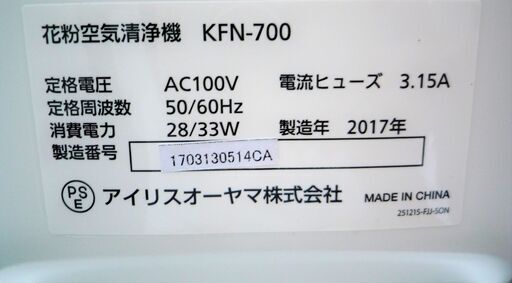 花粉空気清浄機 KFN-700
定格電圧 AC100V 電流ヒューズ 3.15A
定格周波数 50/60Hz
消費電力 28/33W 製造年 2017年
製造番号 1703130514CA
PSE アイリスオーヤマ株式会社 MADE IN CHINA
251215-FJJ-SON